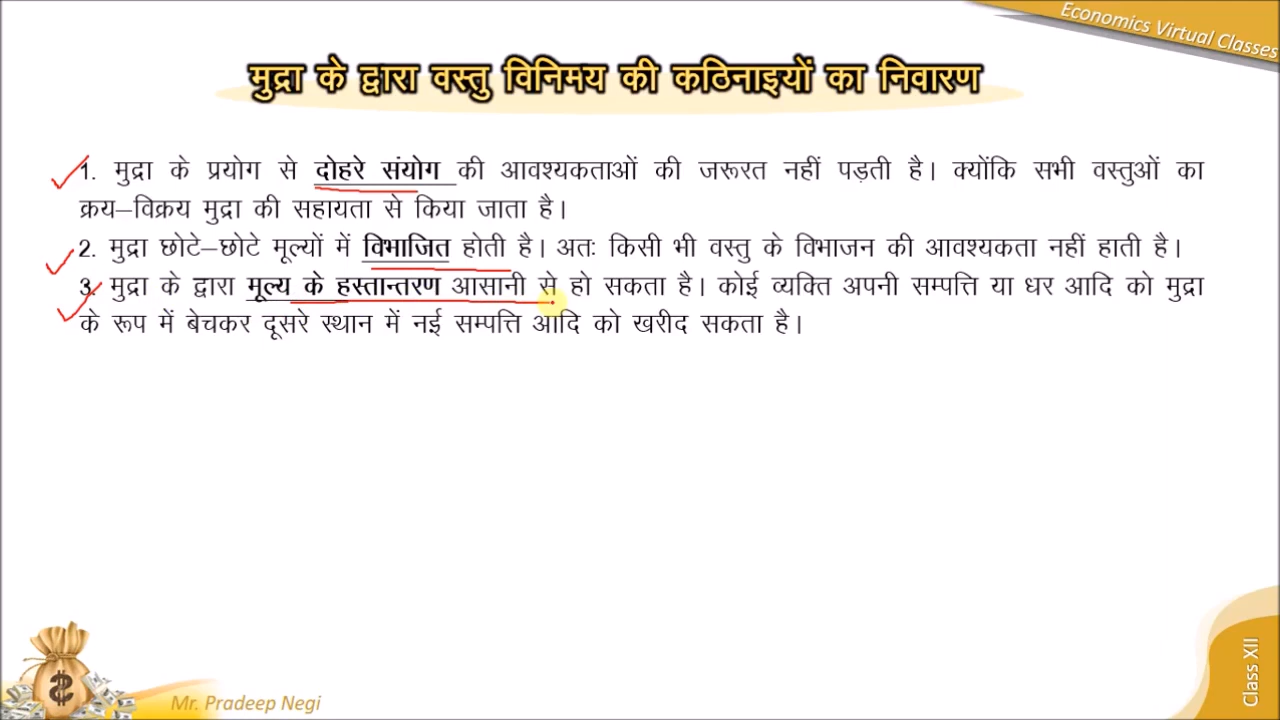 Economics Virtual Classes
मुद्रा के द्वारा वस्तु विनिमय की कठिनाइयों का निवारण
1. मुद्रा के प्रयोग से दोहरे संयोग की आवश्यकताओं की जरूरत नहीं पड़ती है। क्योंकि सभी वस्तुओं का
क्रय–विक्रय मुद्रा की सहायता से किया जाता है।
2. मुद्रा छोटे–छोटे मूल्यों में विभाजित होती है। अतः किसी भी वस्तु के विभाजन की आवश्यकता नहीं हाती है।
3. मुद्रा के द्वारा मूल्य के हस्तान्तरण आसानी से हो सकता है। कोई व्यक्ति अपनी सम्पत्ति या धर आदि को मुद्रा
के रूप में बेचकर दूसरे स्थान में नई सम्पत्ति आदि को खरीद सकता है।
$
Mr. Pradeep Negi
Class XII